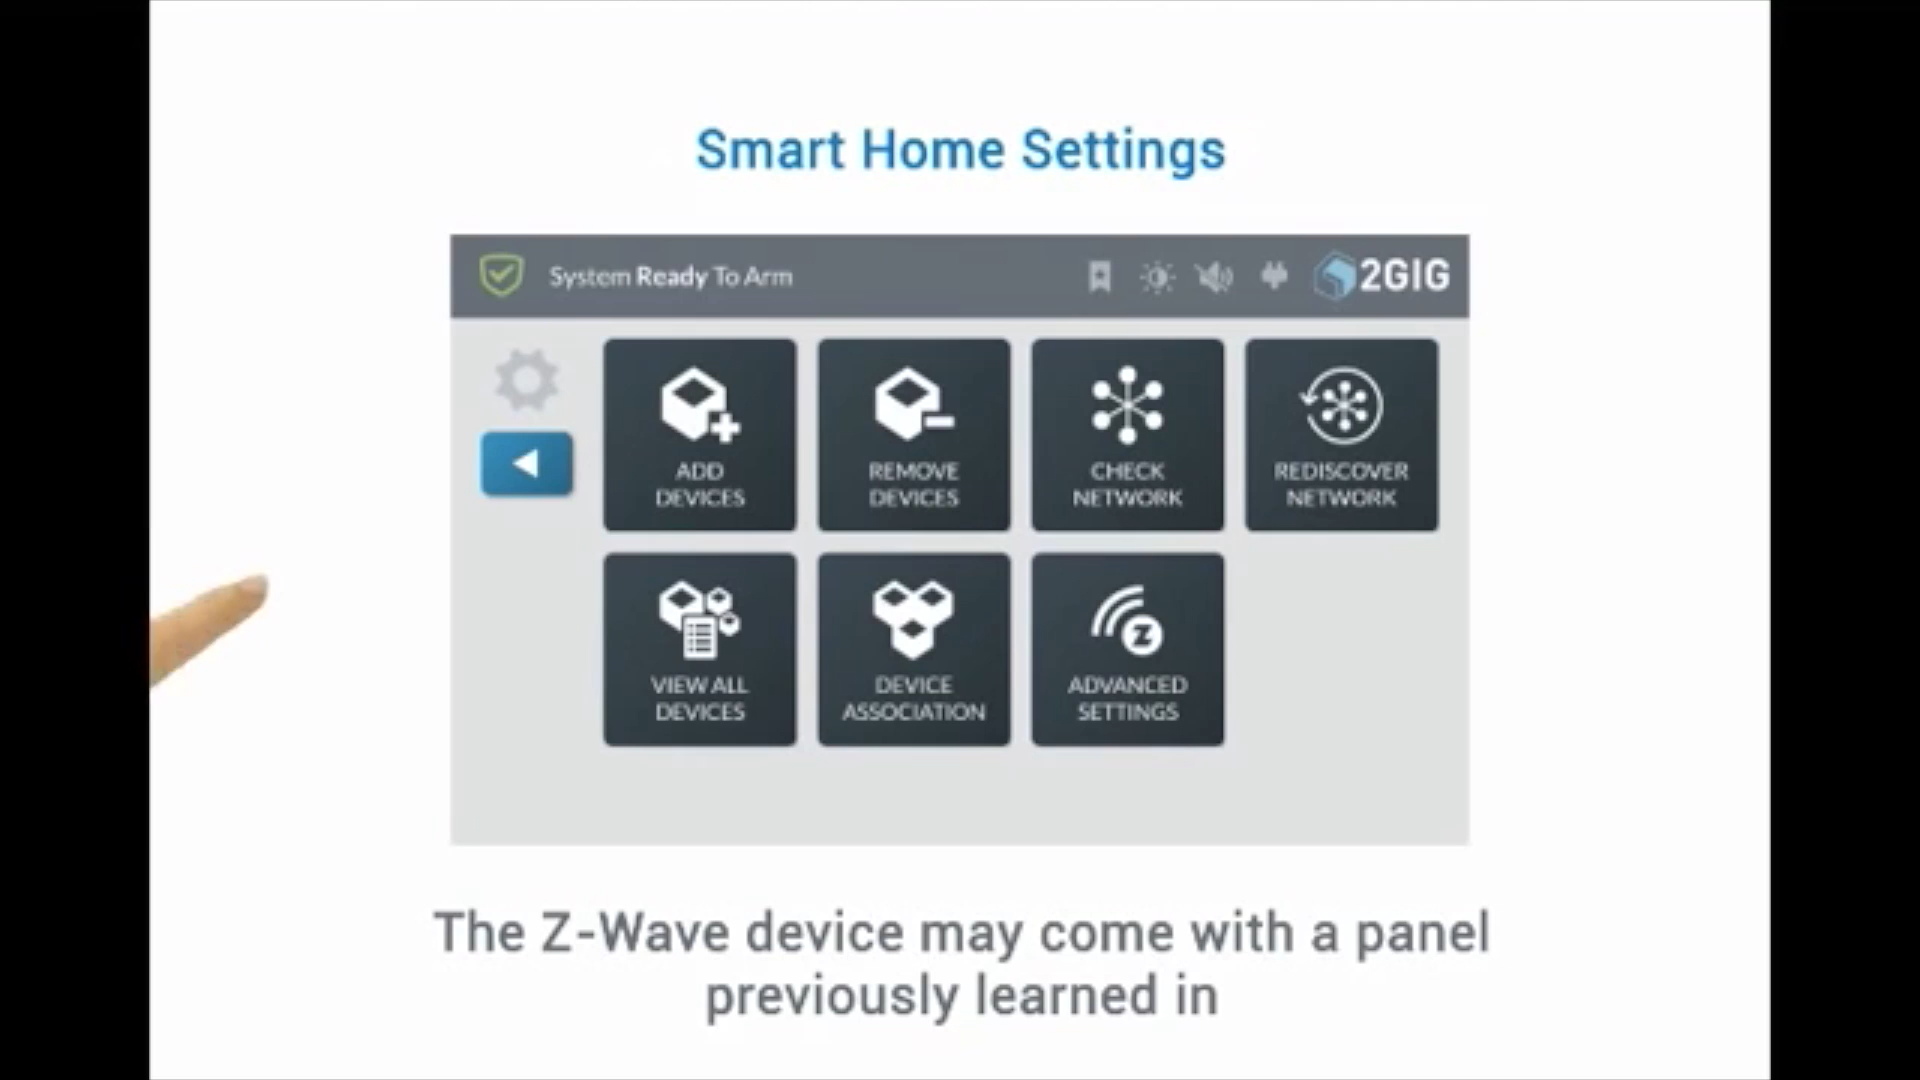 Smart Home Settings
System Ready To Arm
2GIG
ADD
DEVICES
REMOVE
DEVICES
CHECK
NETWORK
REDISCOVER
NETWORK
VIEW ALL
DEVICES
DEVICE
ASSOCIATION
Z
ADVANCED
SETTINGS
The Z-Wave device may come with a panel
previously learned in